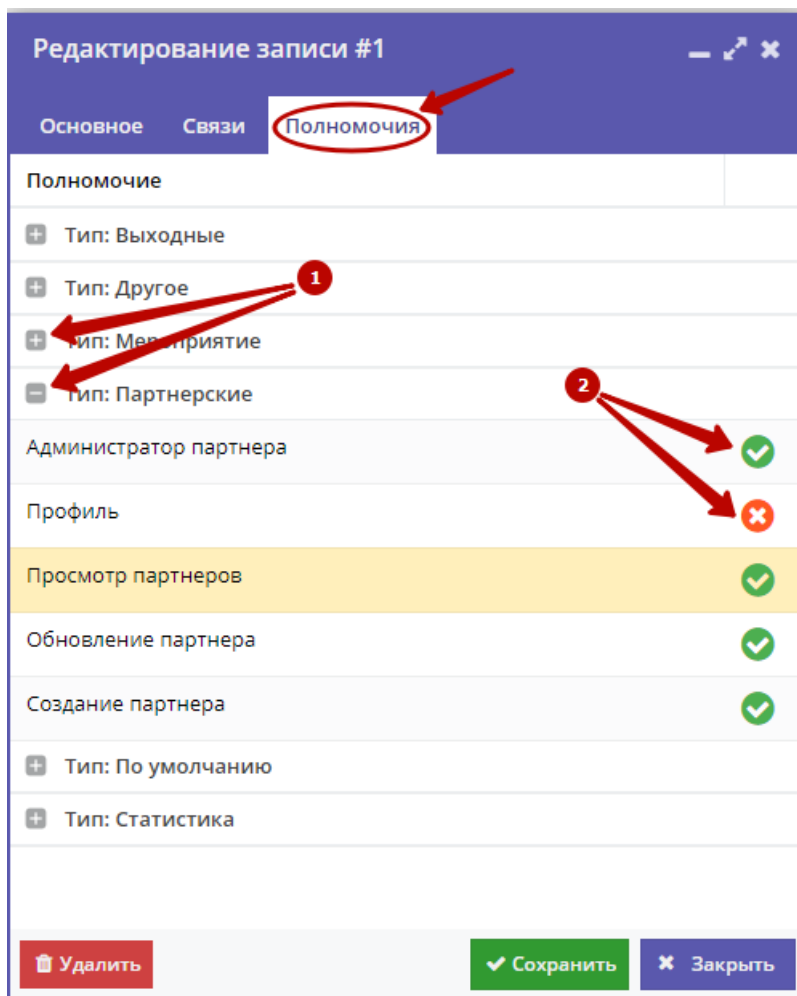 Редактирование записи #1
Основное Связи Полномочия
Полномочие
Тип: Выходные
Тип: Другое
1
Тип: Мероприятие
Тип: Партнерские
2
Администратор партнера
Профиль
Просмотр партнеров
Обновление партнера
Создание партнера
Тип: По умолчанию
Тип: Статистика
Удалить Сохранить Закрыть